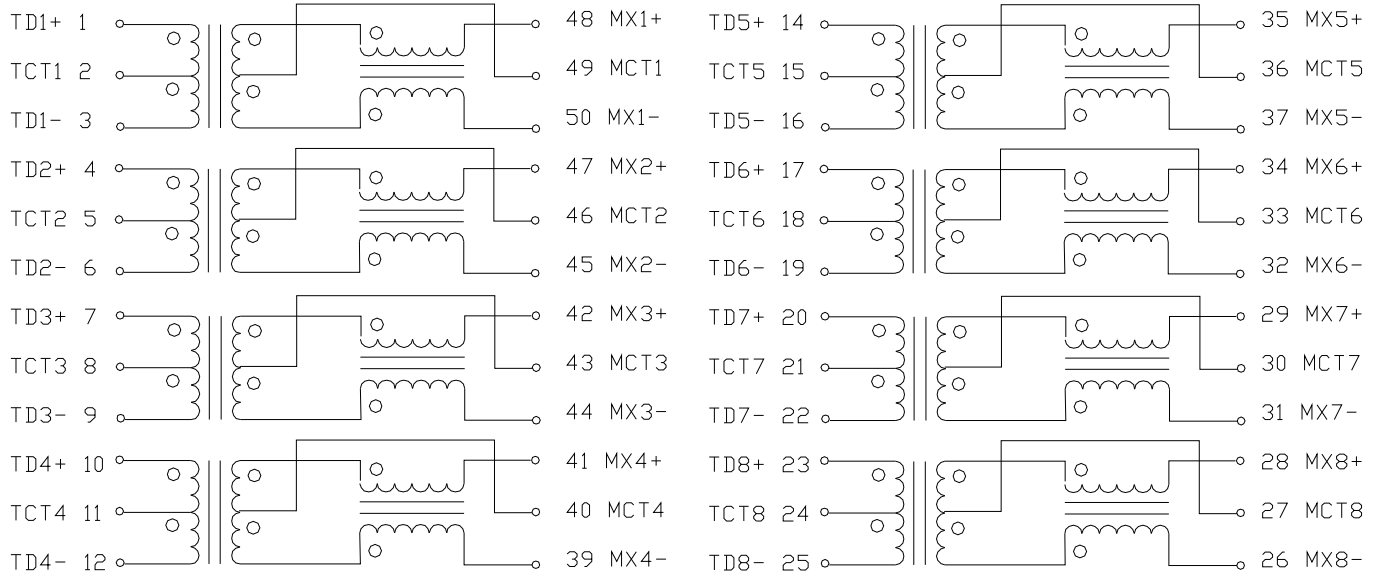 TD1+ 1 48 MX1+ TD5+ 14 35 MX5+
TCT1 2 49 MCT1 TCT5 15 36 MCT5
TD1- 3 50 MX1- TD5- 16 37 MX5-
TD2+ 4 47 MX2+ TD6+ 17 34 MX6+
TCT2 5 46 MCT2 TCT6 18 33 MCT6
TD2- 6 45 MX2- TD6- 19 32 MX6-
TD3+ 7 42 MX3+ TD7+ 20 29 MX7+
TCT3 8 43 MCT3 TCT7 21 30 MCT7
TD3- 9 44 MX3- TD7- 22 31 MX7-
TD4+ 10 41 MX4+ TD8+ 23 28 MX8+
TCT4 11 40 MCT4 TCT8 24 27 MCT8
TD4- 12 39 MX4- TD8- 25 26 MX8-